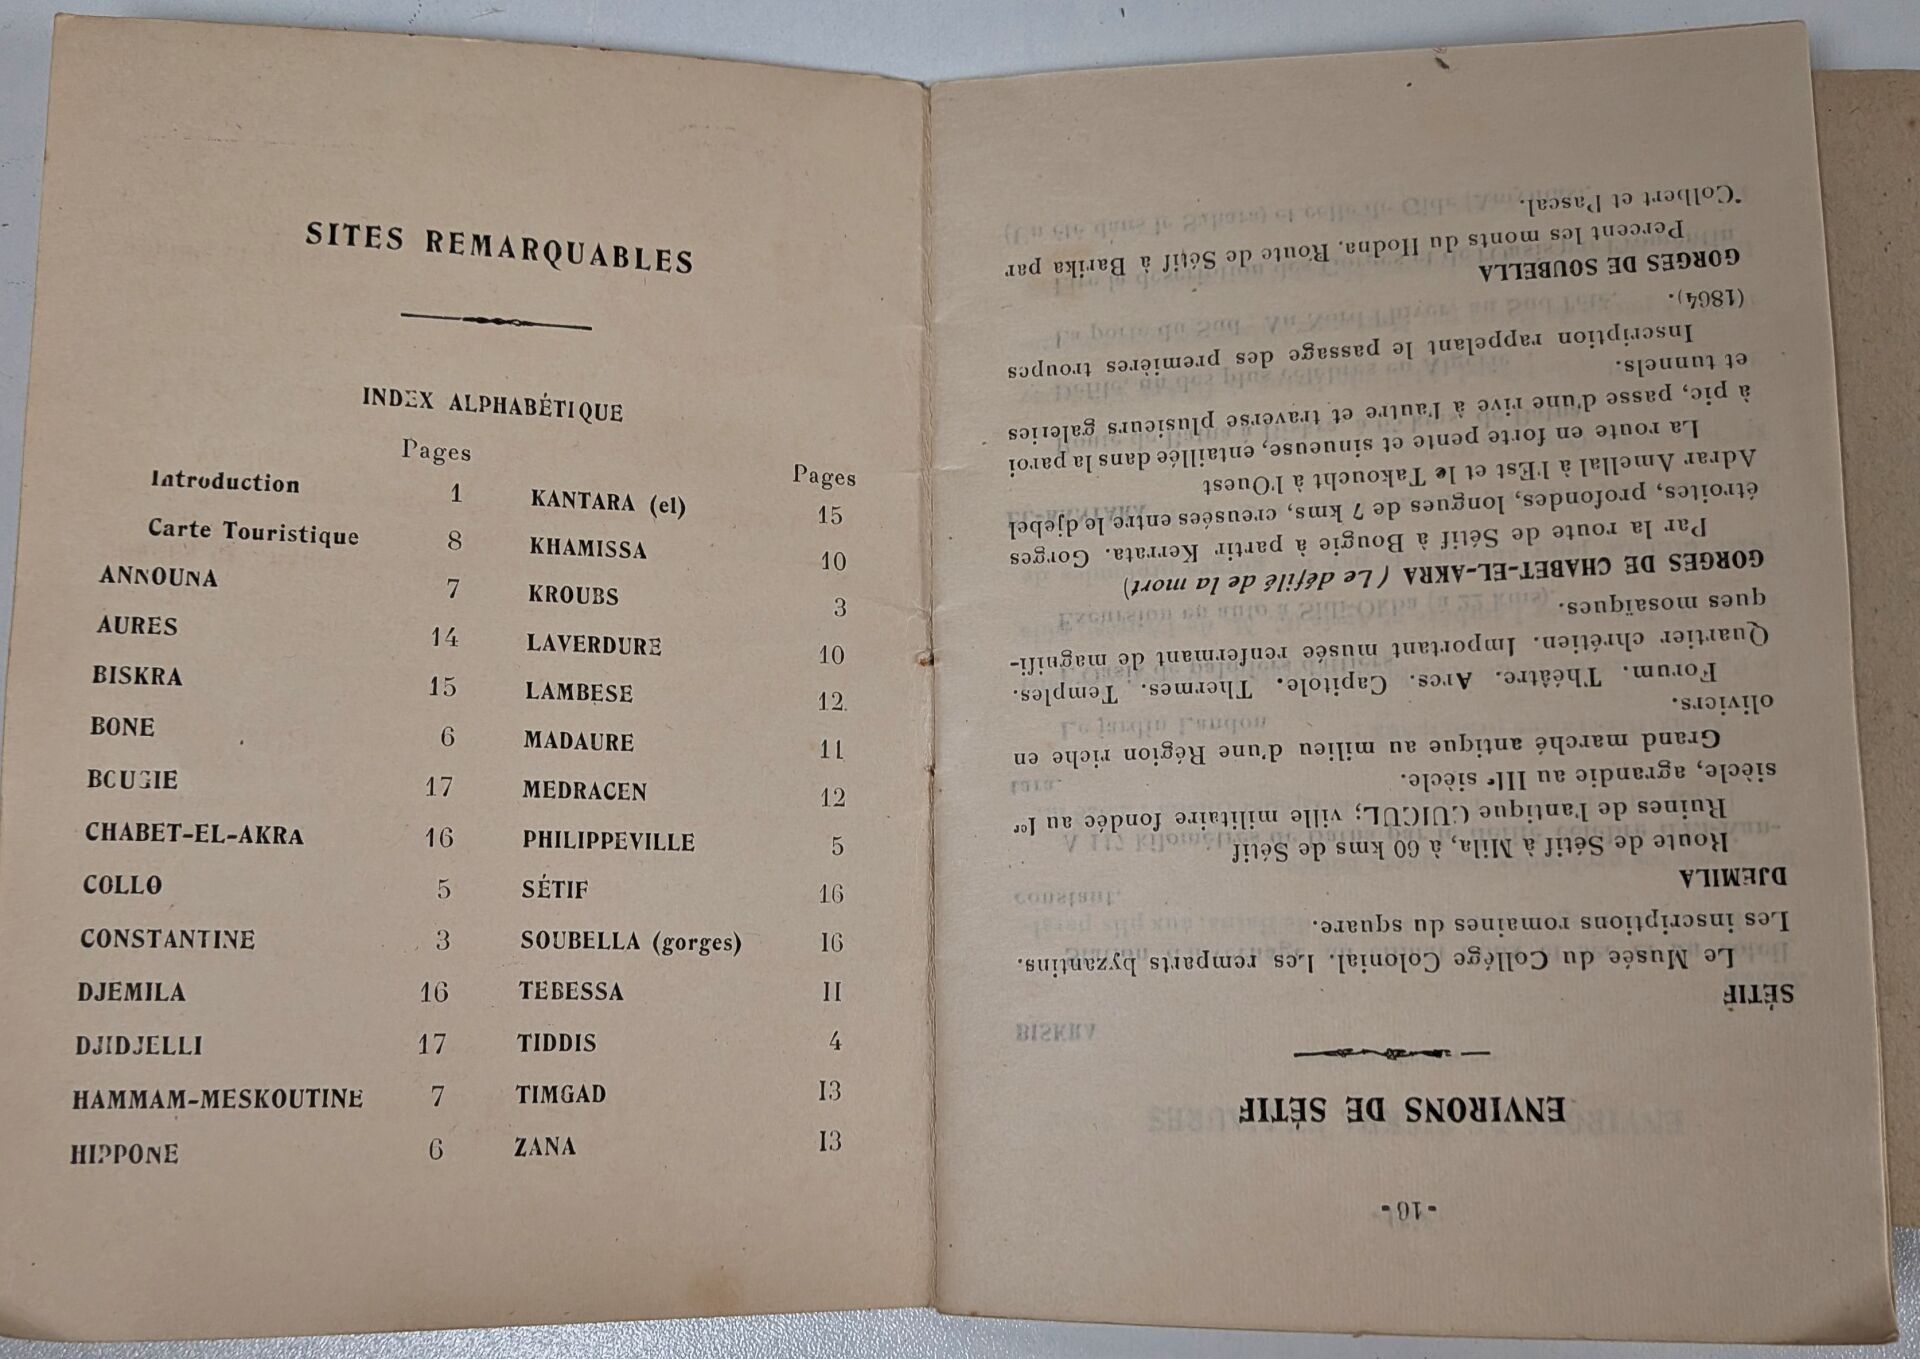 SITES REMARQUABLES
INDEX ALPHABÉTIQUE
Pages
Introduction 1
Carte Touristique 8
ANNOUNA 7
AURES 14
BISKRA 15
BONE 6
BOUGIE 17
CHABET-EL-AKRA 16
COLLO 5
CONSTANTINE 3
DJEMILA 16
DJIDJELLI 17
HAMMAM-MESKOUTINE 7
HIPPONE 6
Pages
KANTARA (el) 15
KHAMISSA 10
KROUBS 3
LAVERDURE 10
LAMBESE 12
MADAURE 11
MEDRACEN 12
PHILIPPEVILLE 5
SÉTIF 16
SOUBELLA (gorges) I6
TEBESSA II
TIDDIS 4
TIMGAD I3
ZANA I3
- 16 -
ENVIRONS DE SÉTIF
SÉTIF
Le Musée du Collége Colonial. Les remparts byzantins.
Les inscriptions romaines du square.
DJEMILA
Route de Sétif à Mila, à 60 kms de Sétif
Ruines de l'antique CUICUL; ville militaire fondée au Ier
siècle, agrandie au IIIe siècle.
Grand marché antique au milieu d'une Région riche en
oliviers.
Forum. Théâtre. Arcs. Capitole. Thermes. Temples.
Quartier chrétien. Important musée renfermant de magnifi-
ques mosaïques.
GORGES DE CHABET-EL-AKRA (Le défilé de la mort)
Par la route de Sétif à Bougie à partir Kerrata. Gorges
étroites, profondes, longues de 7 kms, creusées entre le djebel
Adrar Amellal à l'Est et le Takoucht à l'Ouest
La route en forte pente et sinueuse, entaillée dans la paroi
à pic, passe d'une rive à l'autre et traverse plusieurs galeries
et tunnels.
Inscription rappelant le passage des premières troupes
(1864).
GORGES DE SOUBELLA
Percent les monts du Hodna. Route de Sétif à Barika par
Colbert et Pascal.